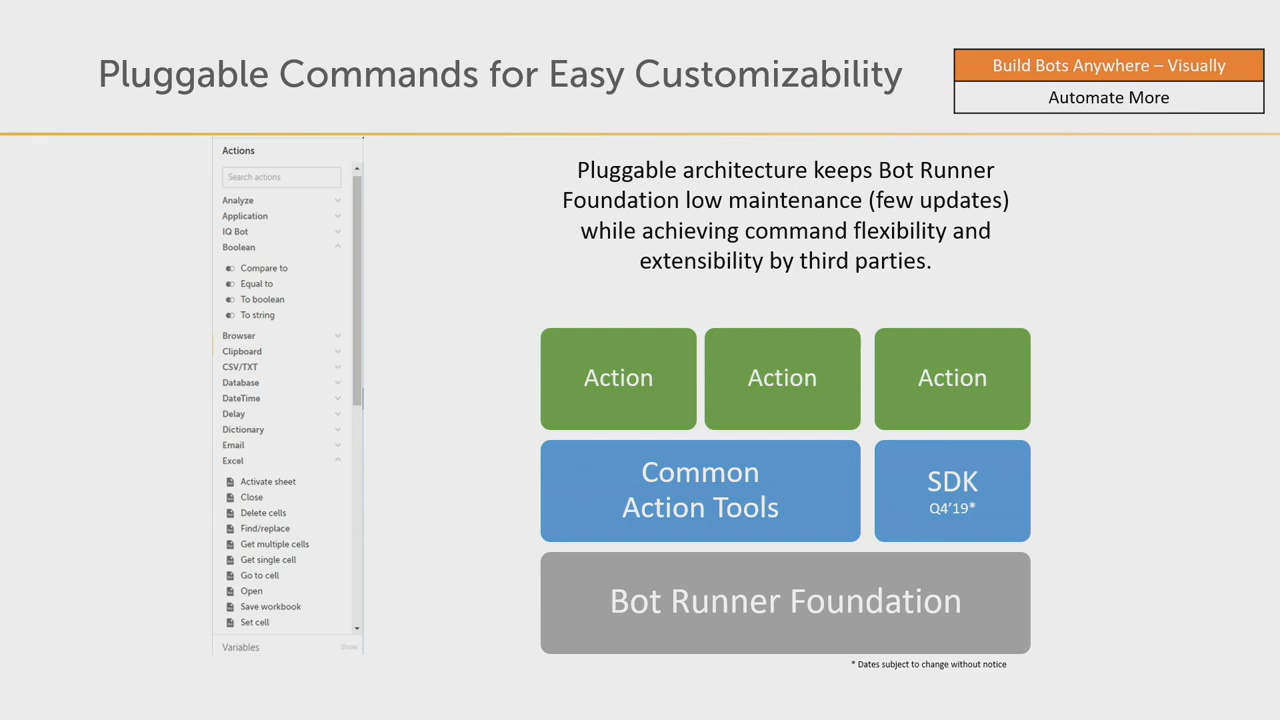 Pluggable Commands for Easy Customizability
Build Bots Anywhere – Visually
Automate More
Actions
Search actions
Analyze
Application
IQ Bot
Boolean
Compare to
Equal to
To boolean
To string
Browser
Clipboard
CSV/TXT
Database
DateTime
Delay
Dictionary
Email
Excel
Activate sheet
Close
Delete cells
Find/replace
Get multiple cells
Get single cell
Go to cell
Open
Save workbook
Set cell
Variables
Show
Pluggable architecture keeps Bot Runner
Foundation low maintenance (few updates)
while achieving command flexibility and
extensibility by third parties.
Action
Action
Action
Common
Action Tools
SDK
Q4'19*
Bot Runner Foundation
* Dates subject to change without notice